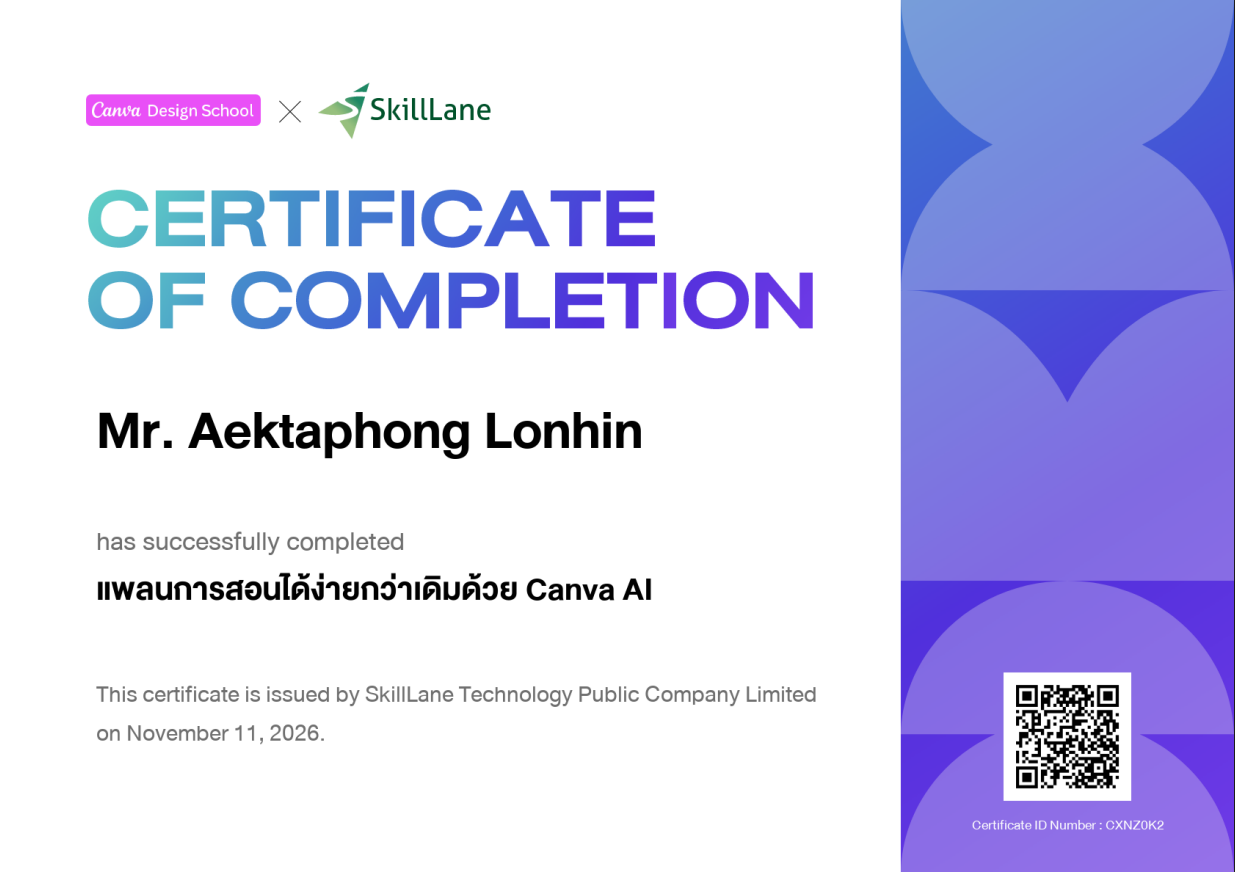 Canva Design School × SkillLane
CERTIFICATE
OF COMPLETION
Mr. Aektaphong Lonhin
has successfully completed
แพลนการสอนได้ง่ายกว่าเดิมด้วย Canva AI
This certificate is issued by SkillLane Technology Public Company Limited
on November 11, 2026.
Certificate ID Number : CXNZ0K2